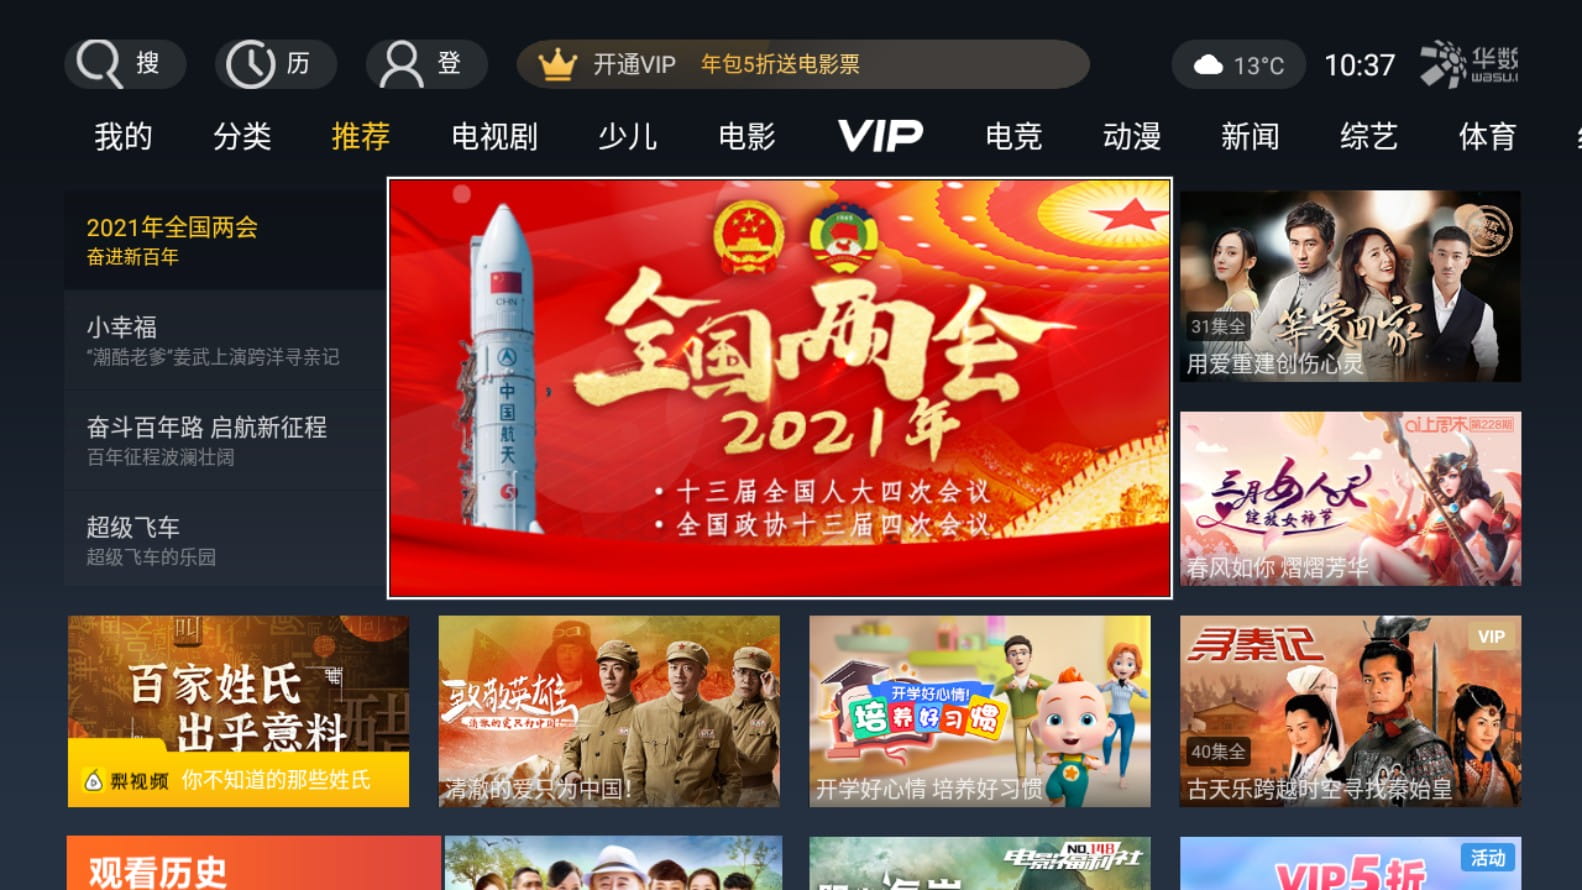 搜
历
登
开通VIP 年包5折送电影票
13°C
10:37
华数
wasu.
我的 分类 推荐 电视剧 少儿 电影 VIP 电竞 动漫 新闻 综艺 体育
2021年全国两会
奋进新百年
小幸福
“潮酷老爹”姜武上演跨洋寻亲记
奋斗百年路 启航新征程
百年征程波澜壮阔
超级飞车
超级飞车的乐园
CHN
中国航天
全国两会
2021年
·十三届全国人大四次会议
·全国政协十三届四次会议
等爱回家
31集全
用爱重建创伤心灵
ai上周末 第228期
三月女人天
绽放女神节
春风如你 熠熠芳华
百家姓氏
出乎意料
梨视频 你不知道的那些姓氏
致敬英雄
清澈的爱只为中国!
清澈的爱只为中国!
开学好心情!
培养好习惯
开学好心情 培养好习惯
寻秦记
VIP
40集全
古天乐跨越时空寻找秦始皇
观看历史
NO.148
电影福利社
活动
VIP5折